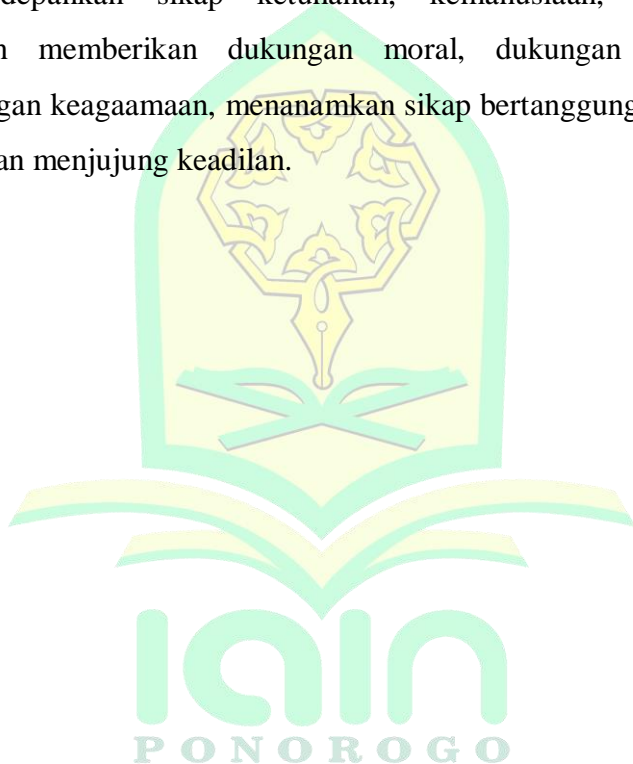 depankan sikap ketuhanan, kemanusiaan,
n memberikan dukungan moral, dukungan
gan keagaamaan, menanamkan sikap bertanggung
an menjujung keadilan.
iain
PONOROGO